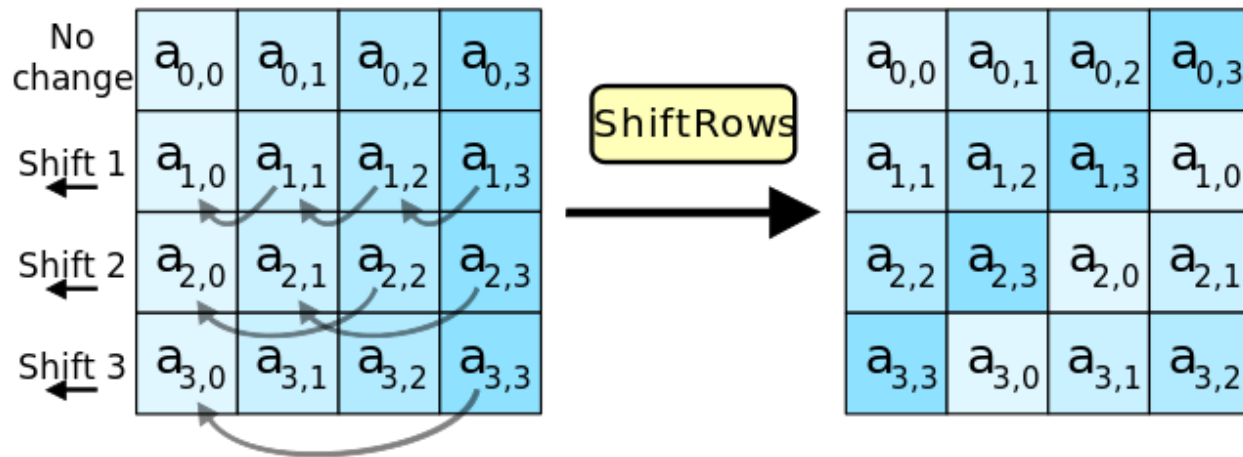 No
change
a0,0 a0,1 a0,2 a0,3
Shift 1
a1,0 a1,1 a1,2 a1,3
Shift 2
a2,0 a2,1 a2,2 a2,3
Shift 3
a3,0 a3,1 a3,2 a3,3
ShiftRows
a0,0 a0,1 a0,2 a0,3
a1,1 a1,2 a1,3 a1,0
a2,2 a2,3 a2,0 a2,1
a3,3 a3,0 a3,1 a3,2